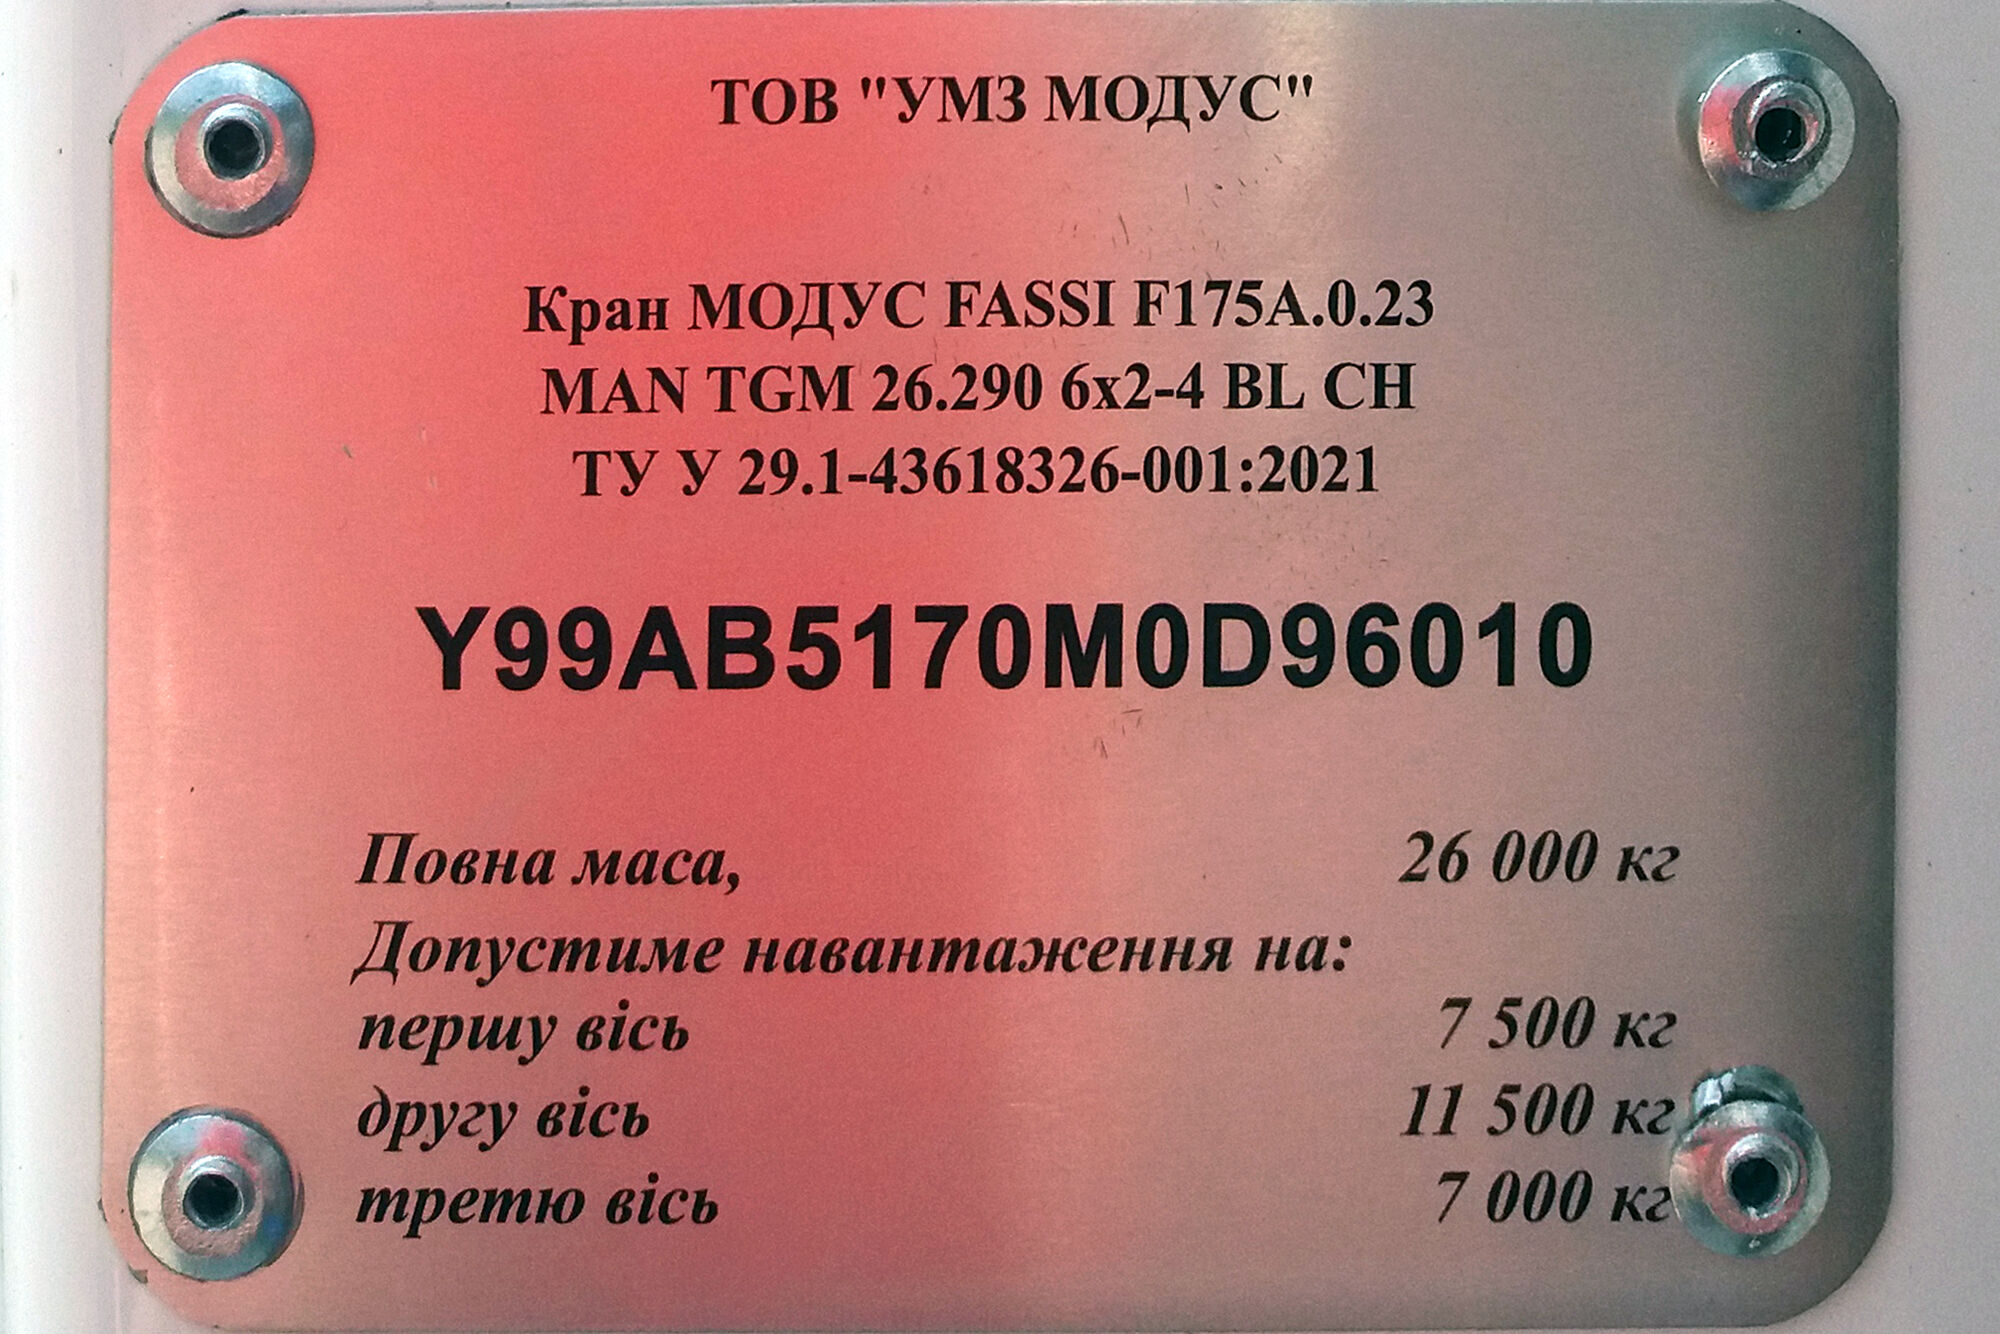 ТОВ "УМЗ МОДУС"
Кран МОДУС FASSI F175A.0.23
MAN TGM 26.290 6x2-4 BL CH
ТУ У 29.1-43618326-001:2021
Y99AB5170M0D96010
Повна маса, 26 000 кг
Допустиме навантаження на:
першу вісь 7 500 кг
другу вісь 11 500 кг
третю вісь 7 000 кг